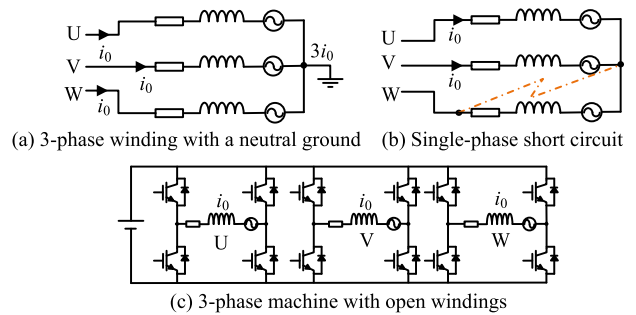 U
i₀
V
i₀
3i₀
W
i₀
(a) 3-phase winding with a neutral ground
U
i₀
V
i₀
W
(b) Single-phase short circuit
i₀ i₀ i₀
U V W
(c) 3-phase machine with open windings